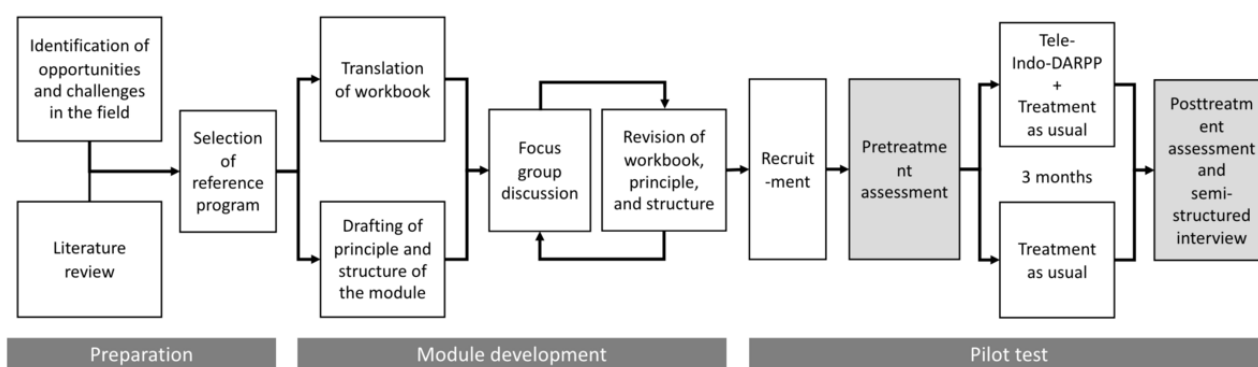 Identification of
opportunities
and challenges
in the field
Literature
review
Selection
of
reference
program
Translation
of workbook
Drafting of
principle and
structure of
the module
Focus
group
discussion
Revision of
workbook,
principle,
and structure
Recruit
-ment
Pretreatme
nt
assessment
Tele-
Indo-DARPP
+
Treatment
as usual
3 months
Treatment
as usual
Posttreatm
ent
assessment
and
semi-
structured
interview
Preparation
Module development
Pilot test